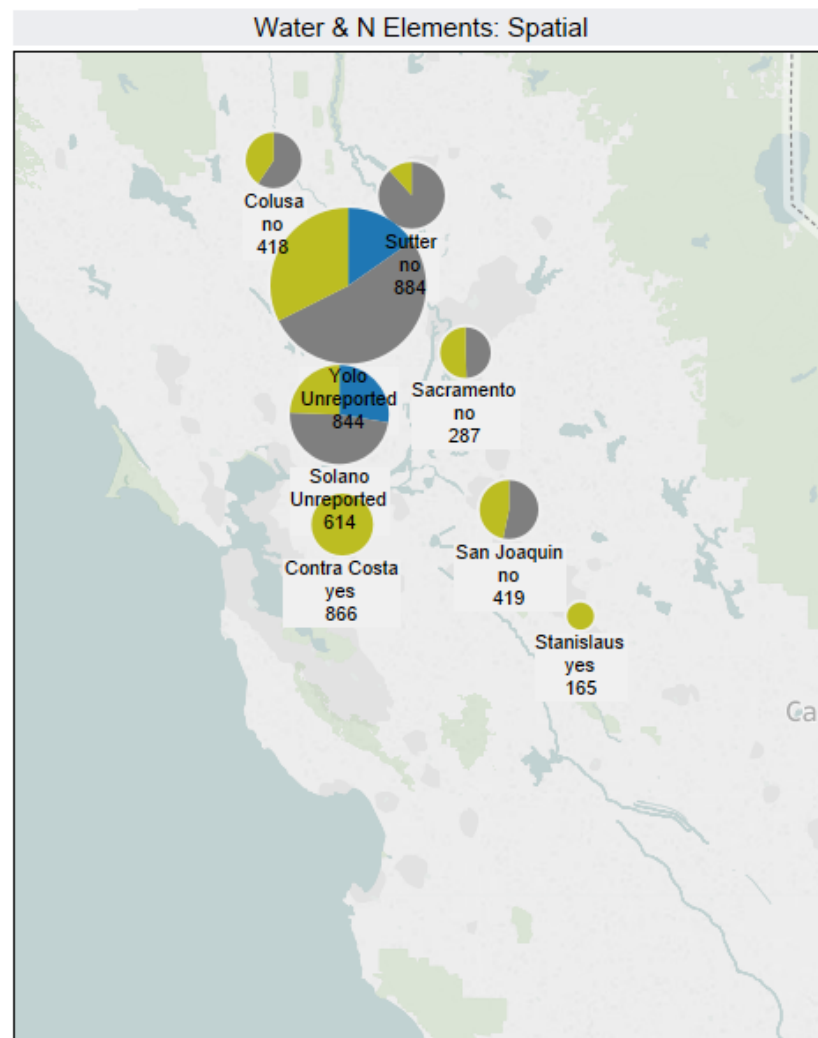 Water & N Elements: Spatial
Colusa
no
418
Sutter
no
884
Yolo
Unreported
844
Sacramento
no
287
Solano
Unreported
614
San Joaquin
no
419
Contra Costa
yes
866
Stanislaus
yes
165
Ca